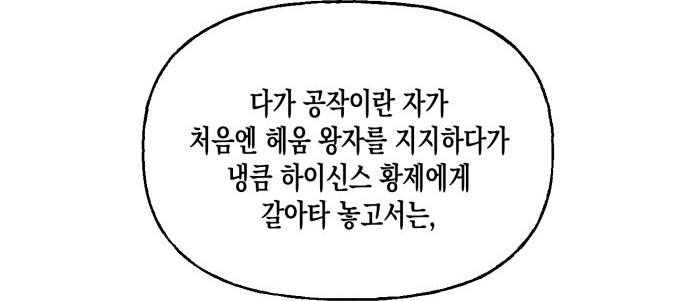 다가 공작이란 자가
처음엔 헤움 왕자를 지지하다가
냉큼 하이신스 황제에게
갈아타 놓고서는,